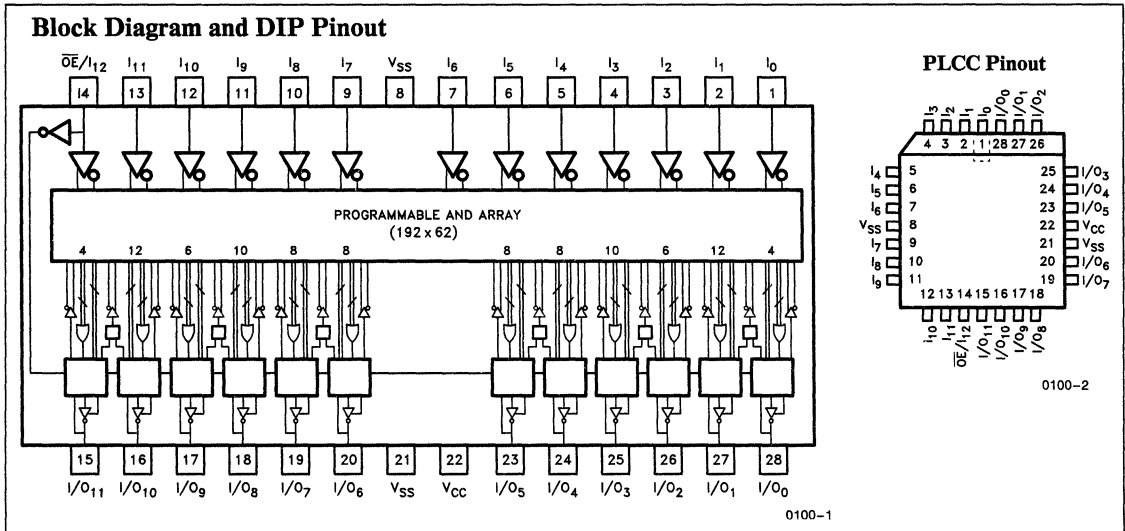 Block Diagram and DIP Pinout
OE/I12 I11 I10 I9 I8 I7 VSS I6 I5 I4 I3 I2 I1 I0
14 13 12 11 10 9 8 7 6 5 4 3 2 1
PROGRAMMABLE AND ARRAY
(192 x 62)
4 12 6 10 8 8 8 8 10 6 12 4
15 16 17 18 19 20 21 22 23 24 25 26 27 28
I/O11 I/O10 I/O9 I/O8 I/O7 I/O6 VSS VCC I/O5 I/O4 I/O3 I/O2 I/O1 I/O0
0100-1
PLCC Pinout
I3 I2 I1 I0 I/O0 I/O1 I/O2
4 3 2 1 28 27 26
I4 5 25 I/O3
I5 6 24 I/O4
I6 7 23 I/O5
VSS 8 22 VCC
I7 9 21 VSS
I8 10 20 I/O6
I9 11 19 I/O7
12 13 14 15 16 17 18
I10 I11 OE/I12 I/O11 I/O10 I/O9 I/O8
0100-2